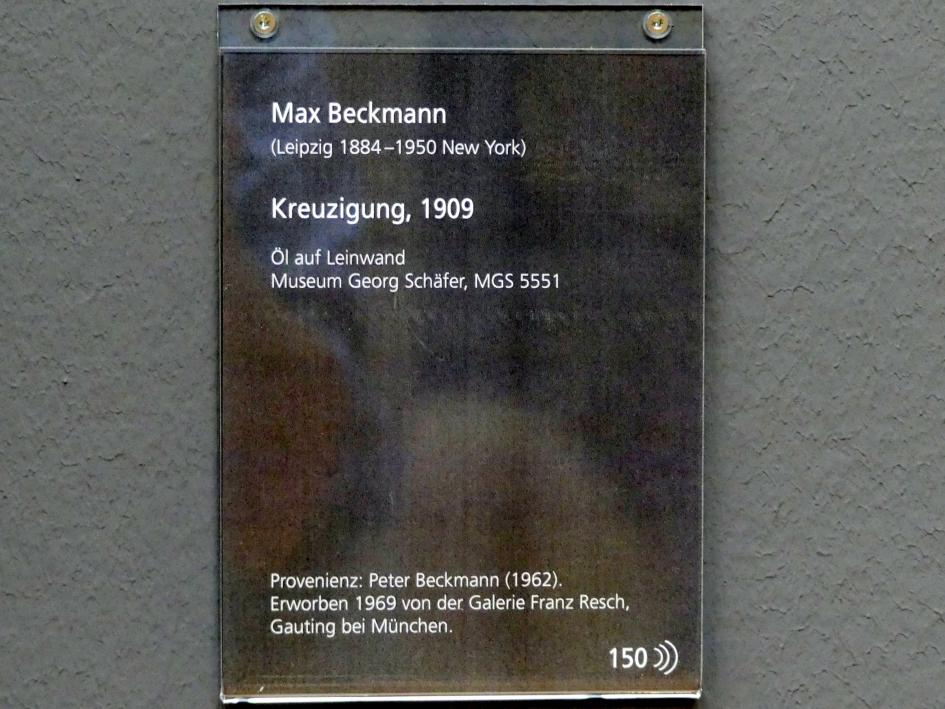 Max Beckmann
(Leipzig 1884–1950 New York)
Kreuzigung, 1909
Öl auf Leinwand
Museum Georg Schäfer, MGS 5551
Provenienz: Peter Beckmann (1962).
Erworben 1969 von der Galerie Franz Resch,
Gauting bei München.
150